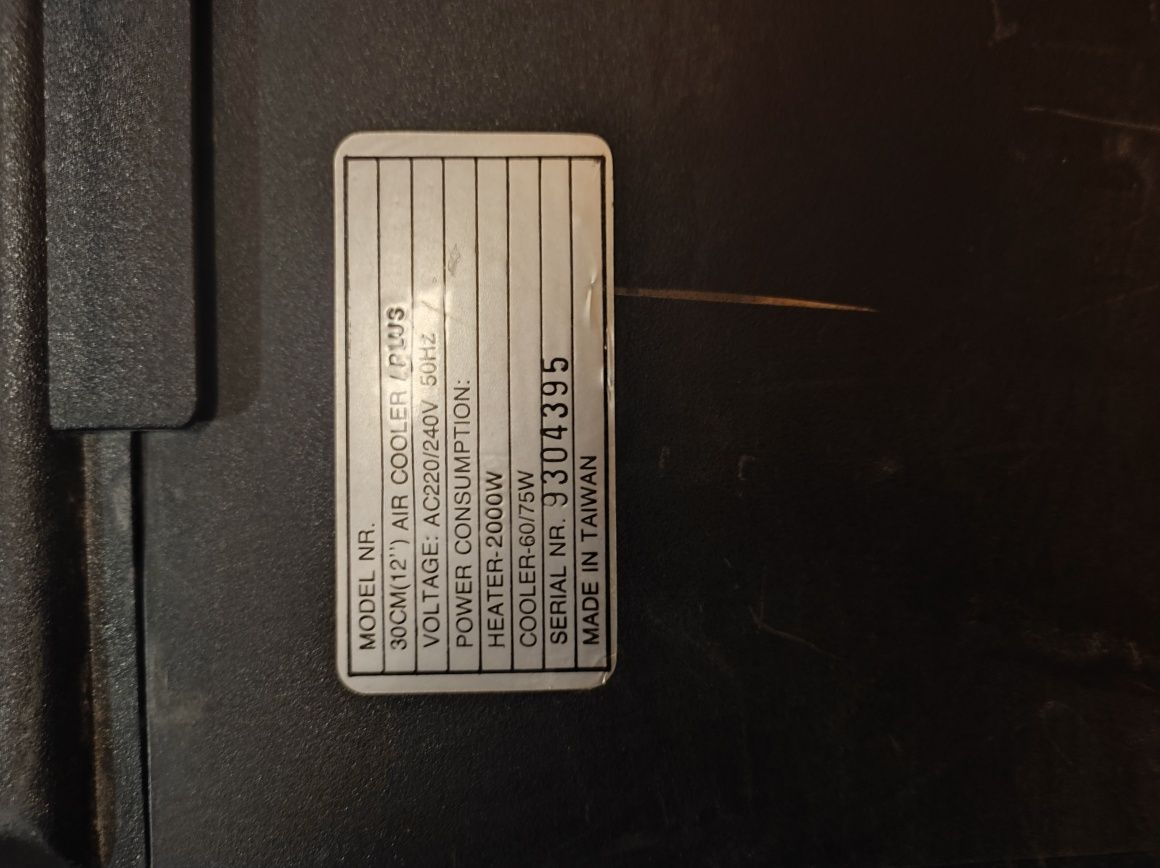 MODEL NR.
30CM(12") AIR COOLER / PLUS
VOLTAGE: AC220/240V 50HZ
POWER CONSUMPTION:
HEATER-2000W
COOLER-60/75W
SERIAL NR. 9304395
MADE IN TAIWAN